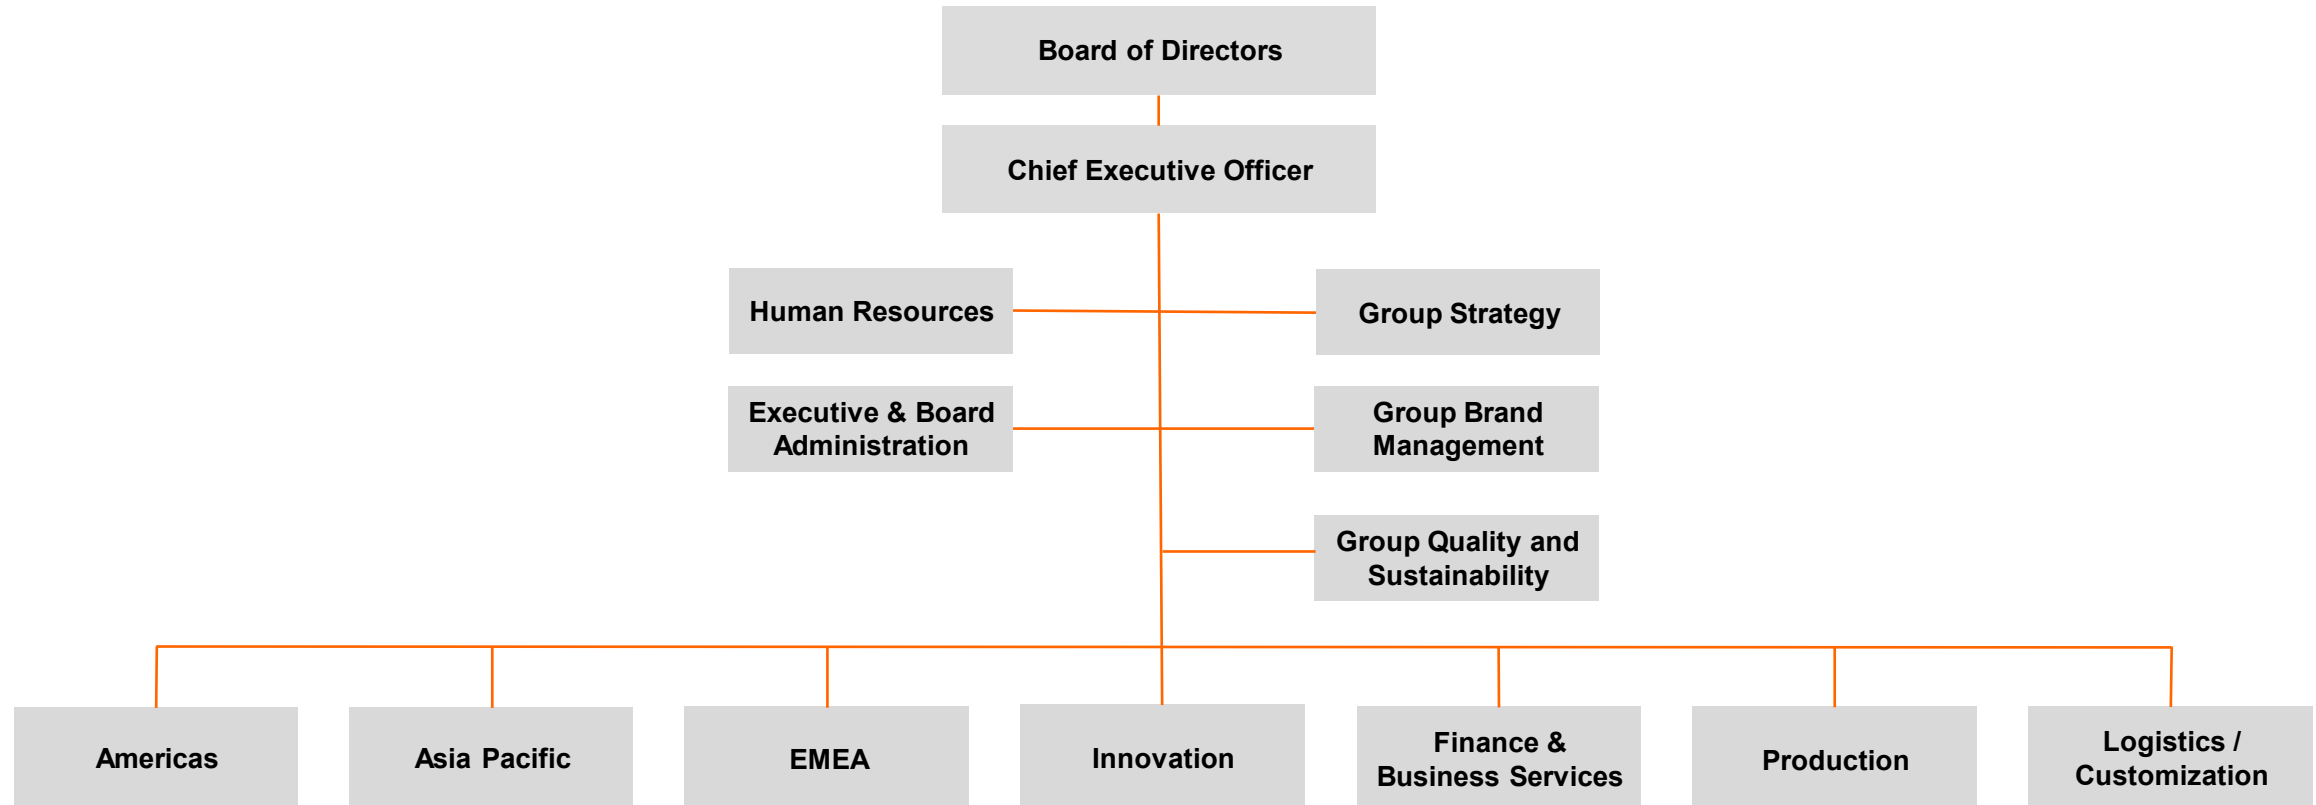 Board of Directors
Chief Executive Officer
Human Resources
Group Strategy
Executive & Board
Administration
Group Brand
Management
Group Quality and
Sustainability
Americas
Asia Pacific
EMEA
Innovation
Finance &
Business Services
Production
Logistics /
Customization